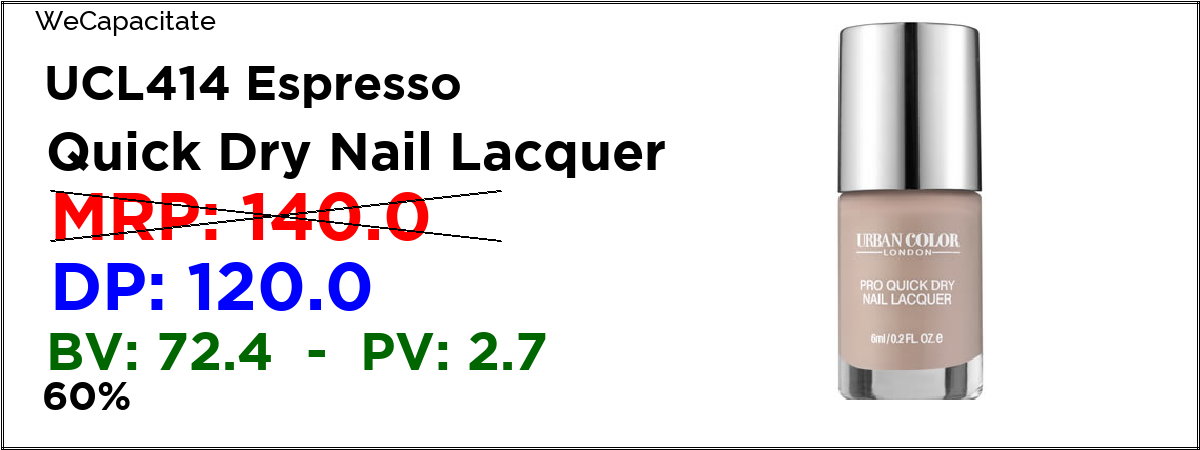 WeCapacitate
UCL414 Espresso
Quick Dry Nail Lacquer
MRP: 140.0
DP: 120.0
BV: 72.4 - PV: 2.7
60%
URBAN COLOR
LONDON
PRO QUICK DRY
NAIL LACQUER
6ml/0.2 FL. OZ.e